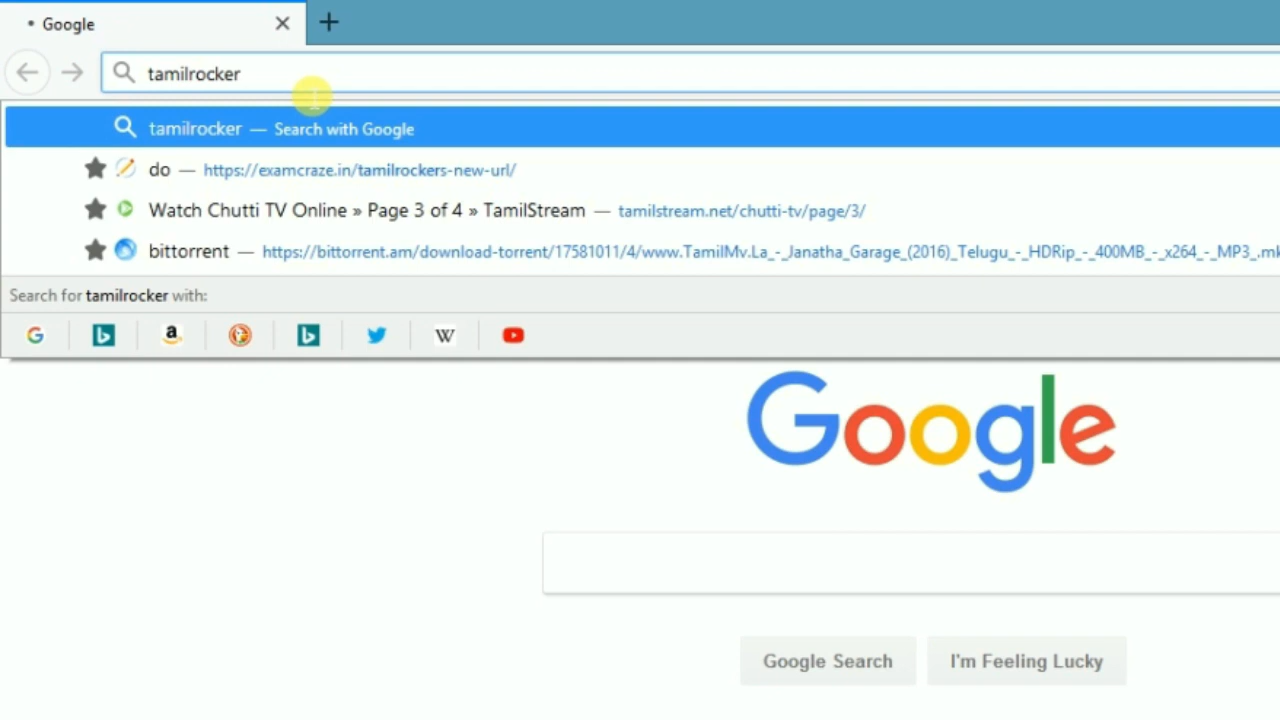 Google
tamilrocker
tamilrocker — Search with Google
do — https://examcraze.in/tamilrockers-new-url/
Watch Chutti TV Online » Page 3 of 4 » TamilStream — tamilstream.net/chutti-tv/page/3/
bittorrent — https://bittorrent.am/download-torrent/17581011/4/www.TamilMv.La_-_Janatha_Garage_(2016)_Telugu_-_HDRip_-_400MB_-_x264_-_MP3_.mk
Search for tamilrocker with:
Google
Google Search I'm Feeling Lucky